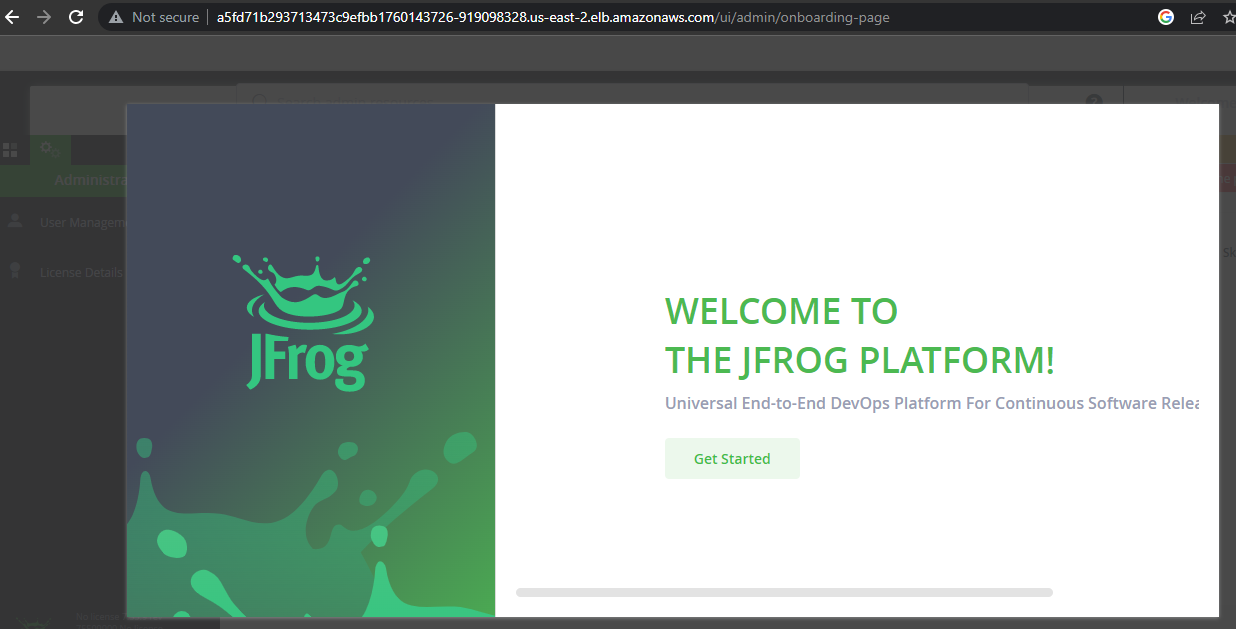 Not secure
a5fd71b293713473c9efbb1760143726-919098328.us-east-2.elb.amazonaws.com/ui/admin/onboarding-page
Administra
User Managem
License Details
JFrog
WELCOME TO
THE JFROG PLATFORM!
Universal End-to-End DevOps Platform For Continuous Software Relea
Get Started